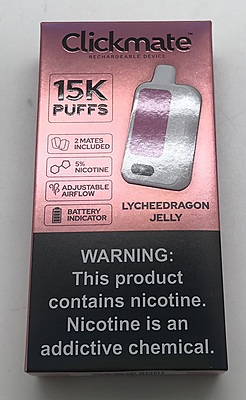 Clickmate™
RECHARGEABLE DEVICE
15K
PUFFS
2 MATES
INCLUDED
5%
NICOTINE
ADJUSTABLE
AIRFLOW
BATTERY
INDICATOR
LYCHEEDRAGON
JELLY
WARNING:
This product
contains nicotine.
Nicotine is an
addictive chemical.